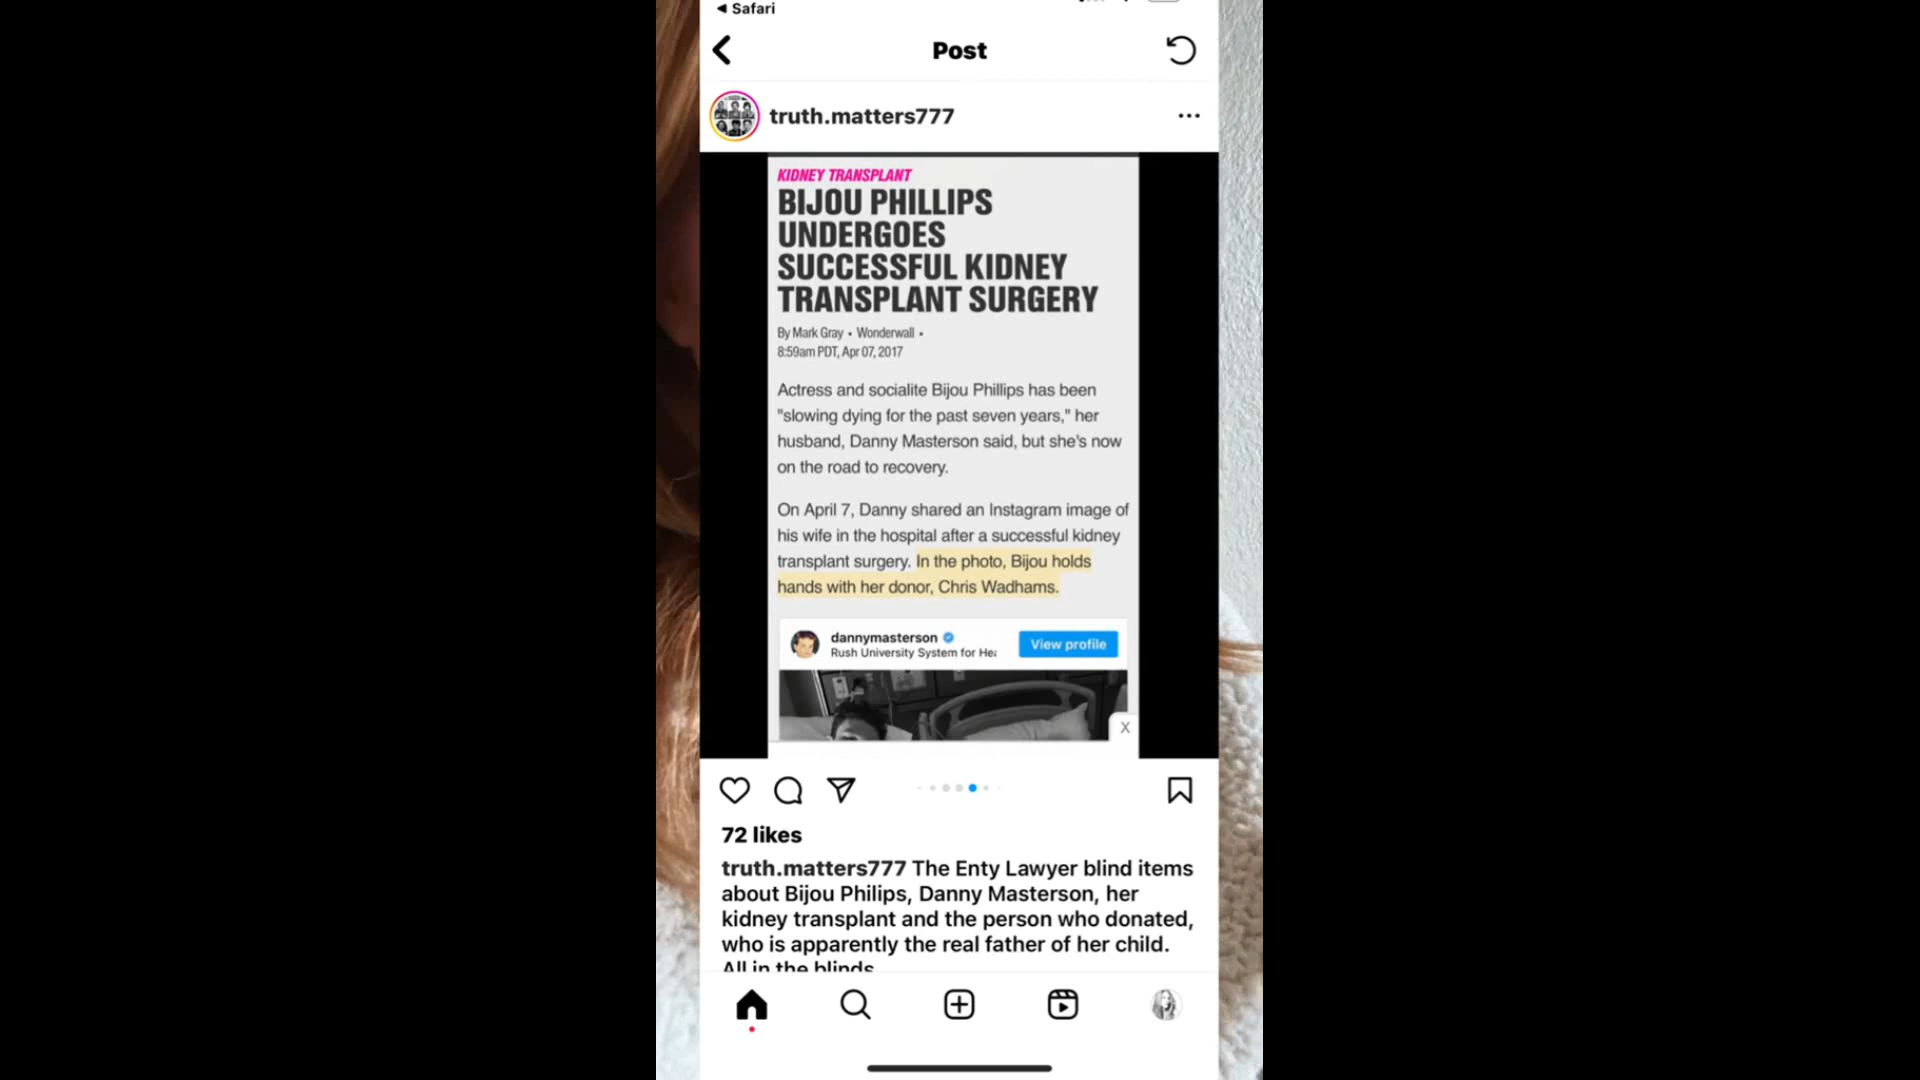 ◀ Safari
Post
truth.matters777
KIDNEY TRANSPLANT
BIJOU PHILLIPS
UNDERGOES
SUCCESSFUL KIDNEY
TRANSPLANT SURGERY
By Mark Gray • Wonderwall •
8:59am PDT, Apr 07, 2017
Actress and socialite Bijou Phillips has been
"slowing dying for the past seven years," her
husband, Danny Masterson said, but she's now
on the road to recovery.
On April 7, Danny shared an Instagram image of
his wife in the hospital after a successful kidney
transplant surgery. In the photo, Bijou holds
hands with her donor, Chris Wadhams.
dannymasterson
View profile
Rush University System for Hea
X
72 likes
truth.matters777 The Enty Lawyer blind items
about Bijou Philips, Danny Masterson, her
kidney transplant and the person who donated,
who is apparently the real father of her child.
All in the blinds